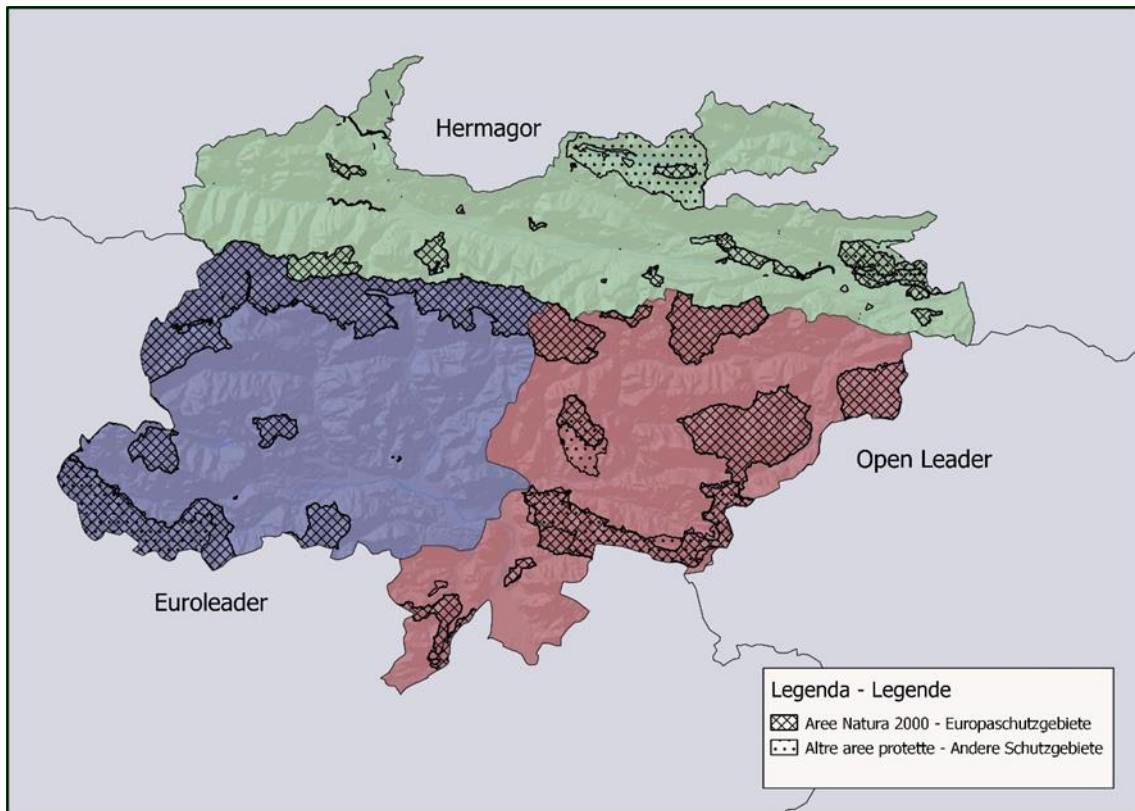 Hermagor
Open Leader
Euroleader
Legenda - Legende
Aree Natura 2000 - Europaschutzgebiete
Altre aree protette - Andere Schutzgebiete